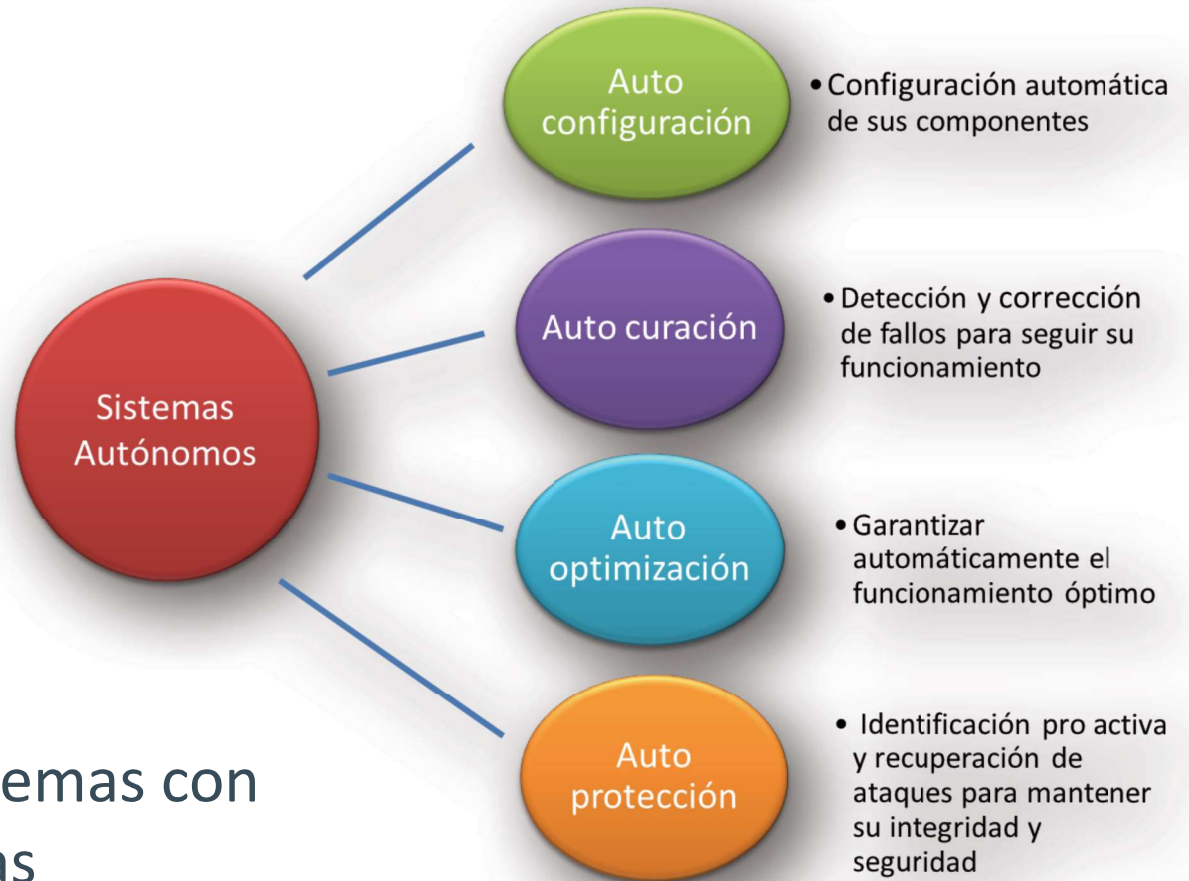 Auto
configuración
• Configuración automática
de sus componentes
Auto curación
• Detección y corrección
de fallos para seguir su
funcionamiento
Sistemas
Autónomos
Auto
optimización
• Garantizar
automáticamente el
funcionamiento óptimo
Auto
protección
• Identificación pro activa
y recuperación de
ataques para mantener
su integridad y
seguridad
emas con
as